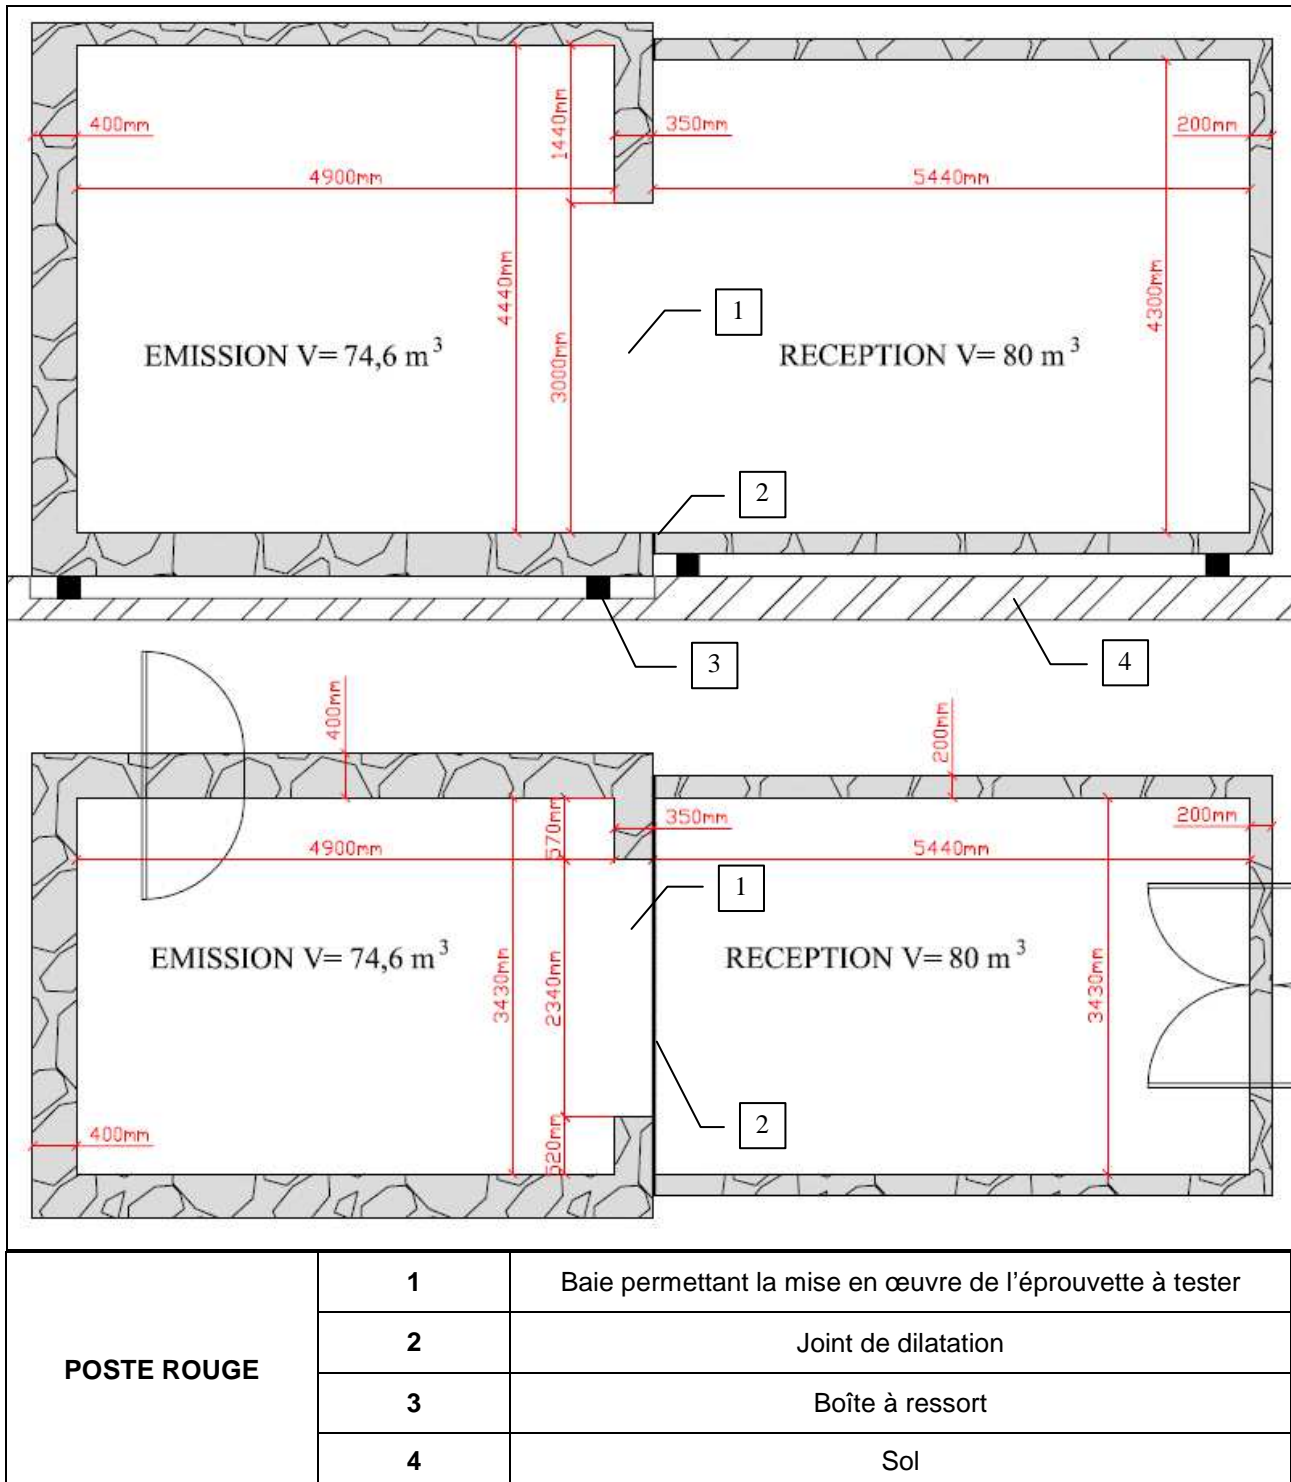 400mm
1440mm
350mm
200mm
4900mm
5440mm
4440mm
3000mm
4300mm
1
EMISSION V= 74,6 m³
RECEPTION V= 80 m³
2
3
4
400mm
200mm
570mm
350mm
200mm
4900mm
5440mm
1
EMISSION V= 74,6 m³
RECEPTION V= 80 m³
3430mm
2340mm
3430mm
2
400mm
520mm
POSTE ROUGE
1 Baie permettant la mise en œuvre de l'éprouvette à tester
2 Joint de dilatation
3 Boîte à ressort
4 Sol